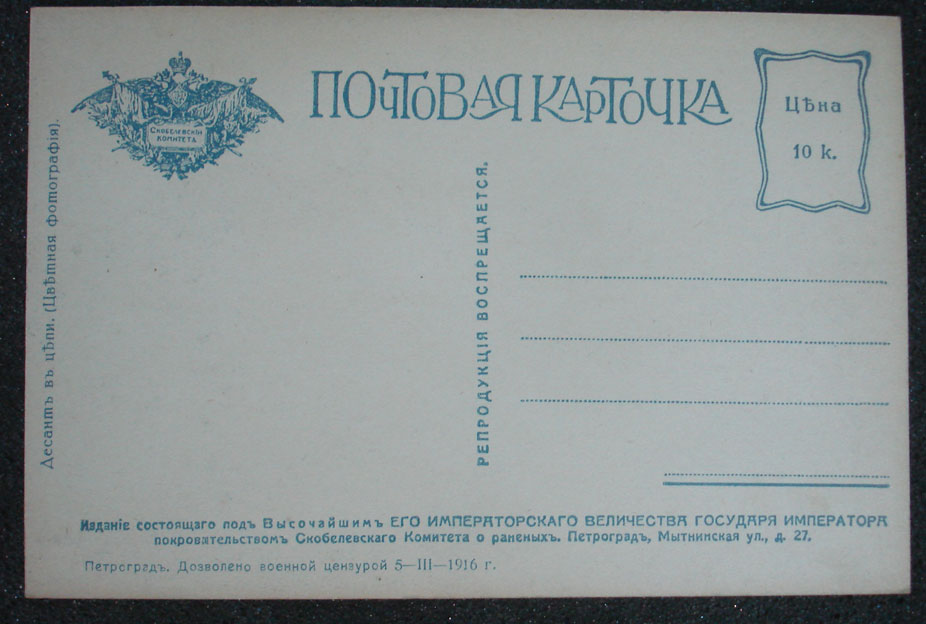 ПОЧТОВАЯ КАРТОЧКА
СКОБЕЛЕВСКІЙ
КОМИТЕТА
Цѣна
10 к.
Десантъ въ цѣпи. (Цвѣтная фотографія).
РЕПРОДУКЦІЯ ВОСПРЕЩАЕТСЯ.
Изданіе состоящаго подъ Высочайшимъ ЕГО ИМПЕРАТОРСКАГО ВЕЛИЧЕСТВА ГОСУДАРЯ ИМПЕРАТОРА
покровительствомъ Скобелевскаго Комитета о раненыхъ. Петроградъ, Мытнинская ул., д. 27.
Петроградъ. Дозволено военной цензурой 5—III—1916 г.